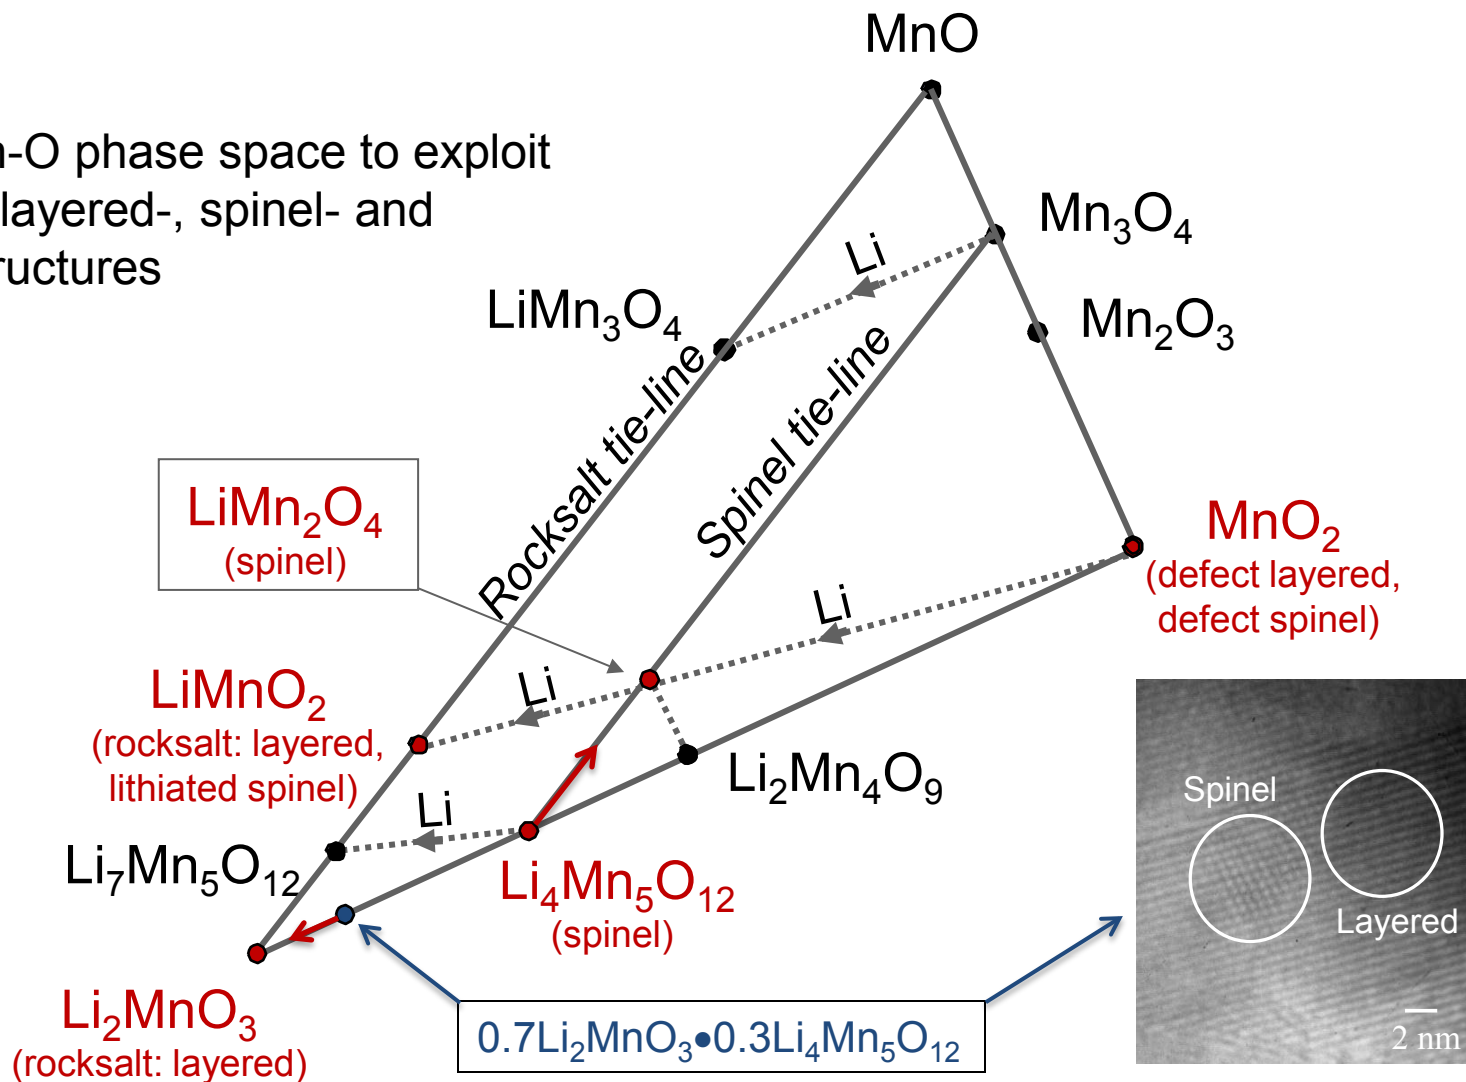 MnO
n-O phase space to exploit
layered-, spinel- and
ructures
Mn₃O₄
Li
LiMn₃O₄
Mn₂O₃
Rocksalt tie-line
Spinel tie-line
LiMn₂O₄
(spinel)
MnO₂
(defect layered,
defect spinel)
Li
Li
LiMnO₂
(rocksalt: layered,
lithiated spinel)
Li₂Mn₄O₉
Li
Li₇Mn₅O₁₂
Li₄Mn₅O₁₂
(spinel)
Spinel
Layered
2 nm
Li₂MnO₃
(rocksalt: layered)
0.7Li₂MnO₃•0.3Li₄Mn₅O₁₂